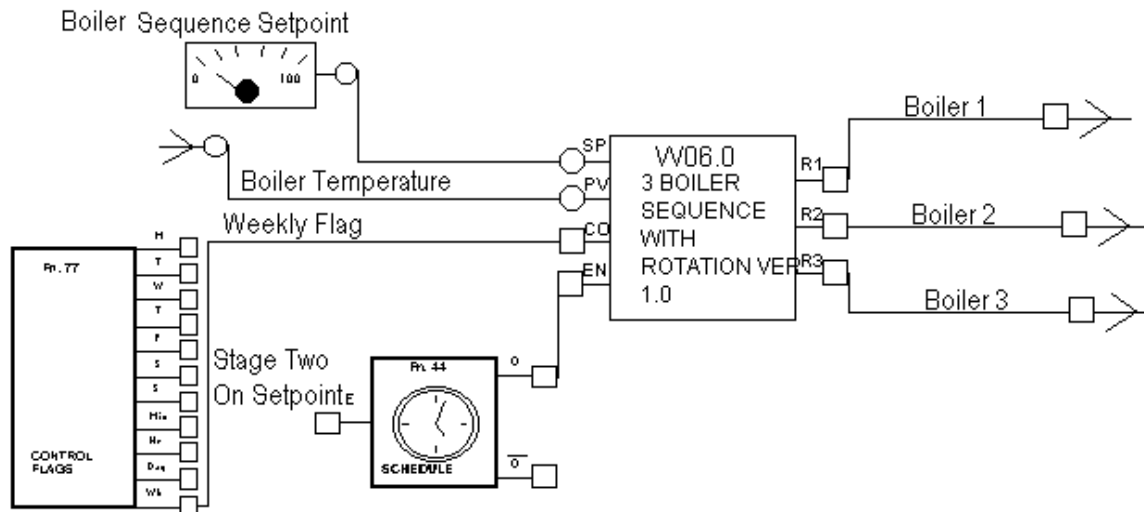 Boiler Sequence Setpoint
0 100
Boiler Temperature
Weekly Flag
Fn. 77
M
T
W
T
F
S
S
Min
Hr
Day
Wk
CONTROL
FLAGS
Stage Two
On Setpoint
E
Fn. 44
SCHEDULE
O
O
SP
PV
CO
EN
W06.0
3 BOILER
SEQUENCE
WITH
ROTATION VER
1.0
R1
R2
R3
Boiler 1
Boiler 2
Boiler 3